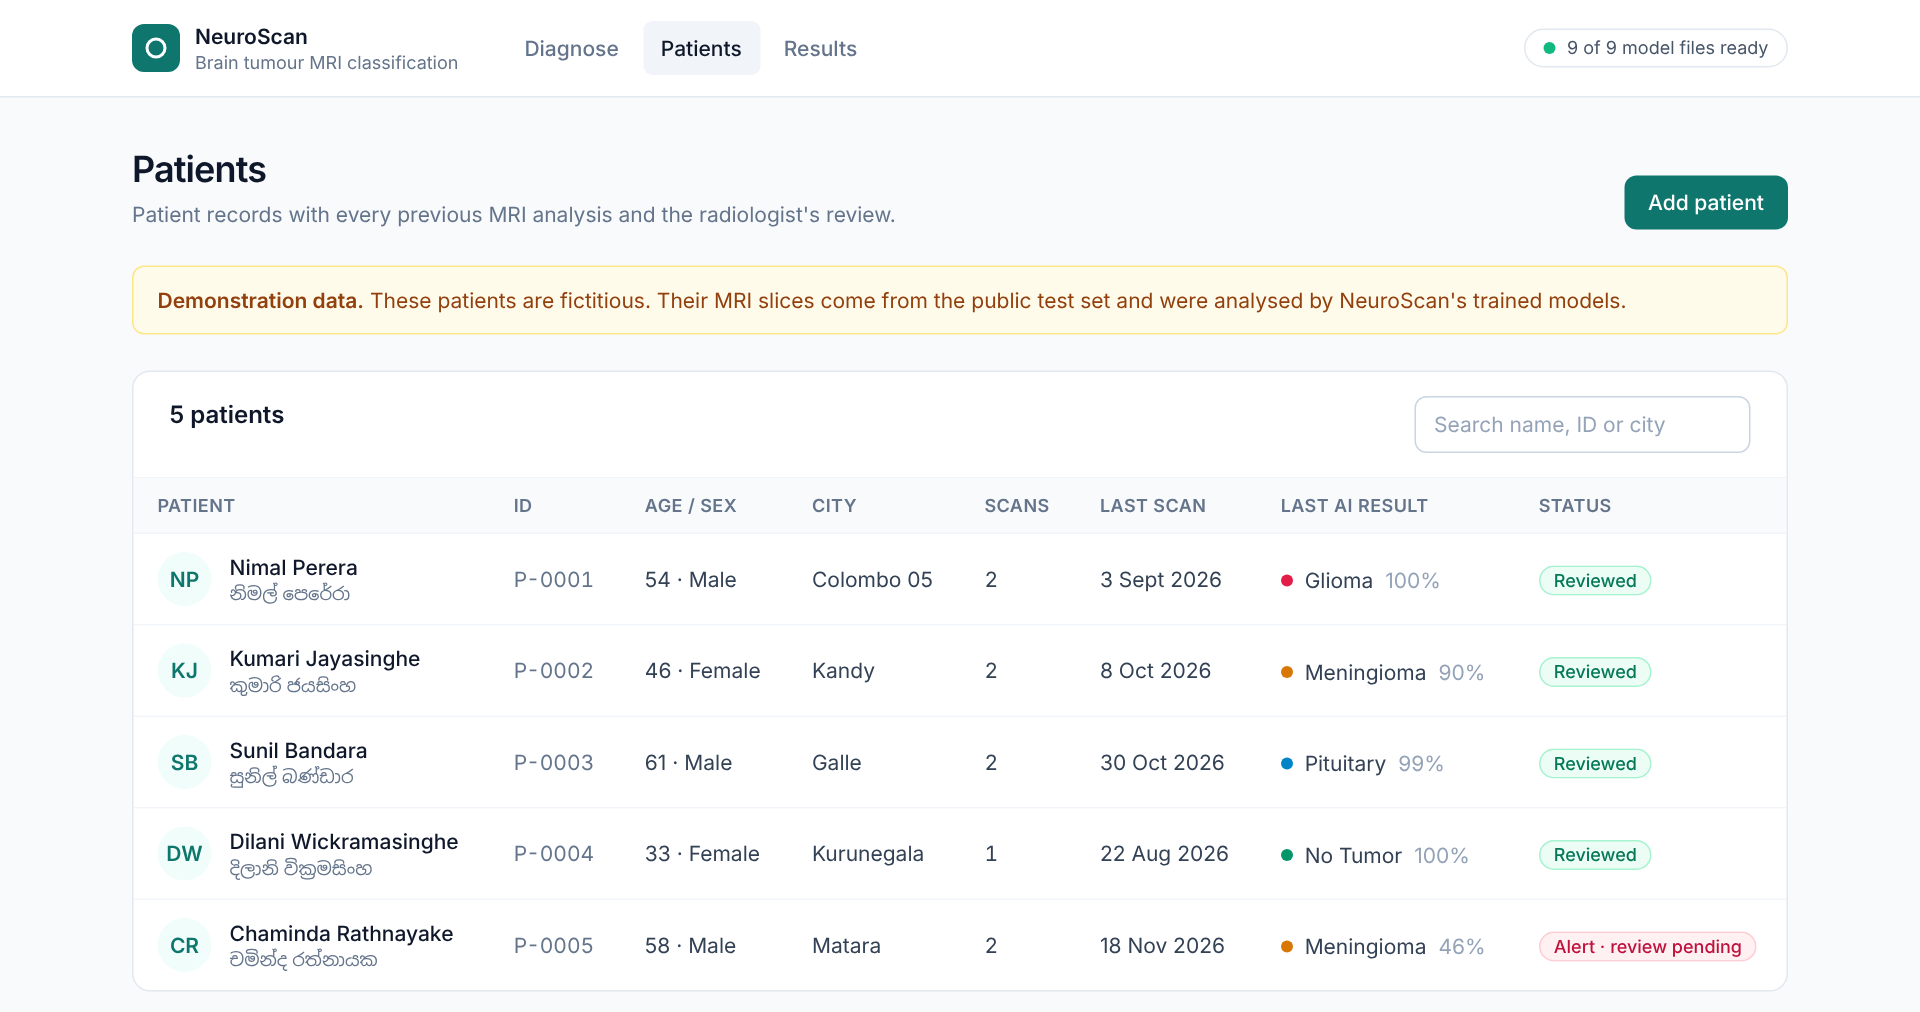 NeuroScan
Brain tumour MRI classification
Diagnose
Patients
Results
9 of 9 model files ready
Patients
Patient records with every previous MRI analysis and the radiologist's review.
Add patient
Demonstration data. These patients are fictitious. Their MRI slices come from the public test set and were analysed by NeuroScan's trained models.
5 patients
Search name, ID or city
PATIENT ID AGE / SEX CITY SCANS LAST SCAN LAST AI RESULT STATUS
NP Nimal Perera P-0001 54 · Male Colombo 05 2 3 Sept 2026 Glioma 100% Reviewed
නිමල් පෙරේරා
KJ Kumari Jayasinghe P-0002 46 · Female Kandy 2 8 Oct 2026 Meningioma 90% Reviewed
කුමාරි ජයසිංහ
SB Sunil Bandara P-0003 61 · Male Galle 2 30 Oct 2026 Pituitary 99% Reviewed
සුනිල් බණ්ඩාර
DW Dilani Wickramasinghe P-0004 33 · Female Kurunegala 1 22 Aug 2026 No Tumor 100% Reviewed
දිලානි වික්‍රමසිංහ
CR Chaminda Rathnayake P-0005 58 · Male Matara 2 18 Nov 2026 Meningioma 46% Alert · review pending
චමින්ද රත්නායක